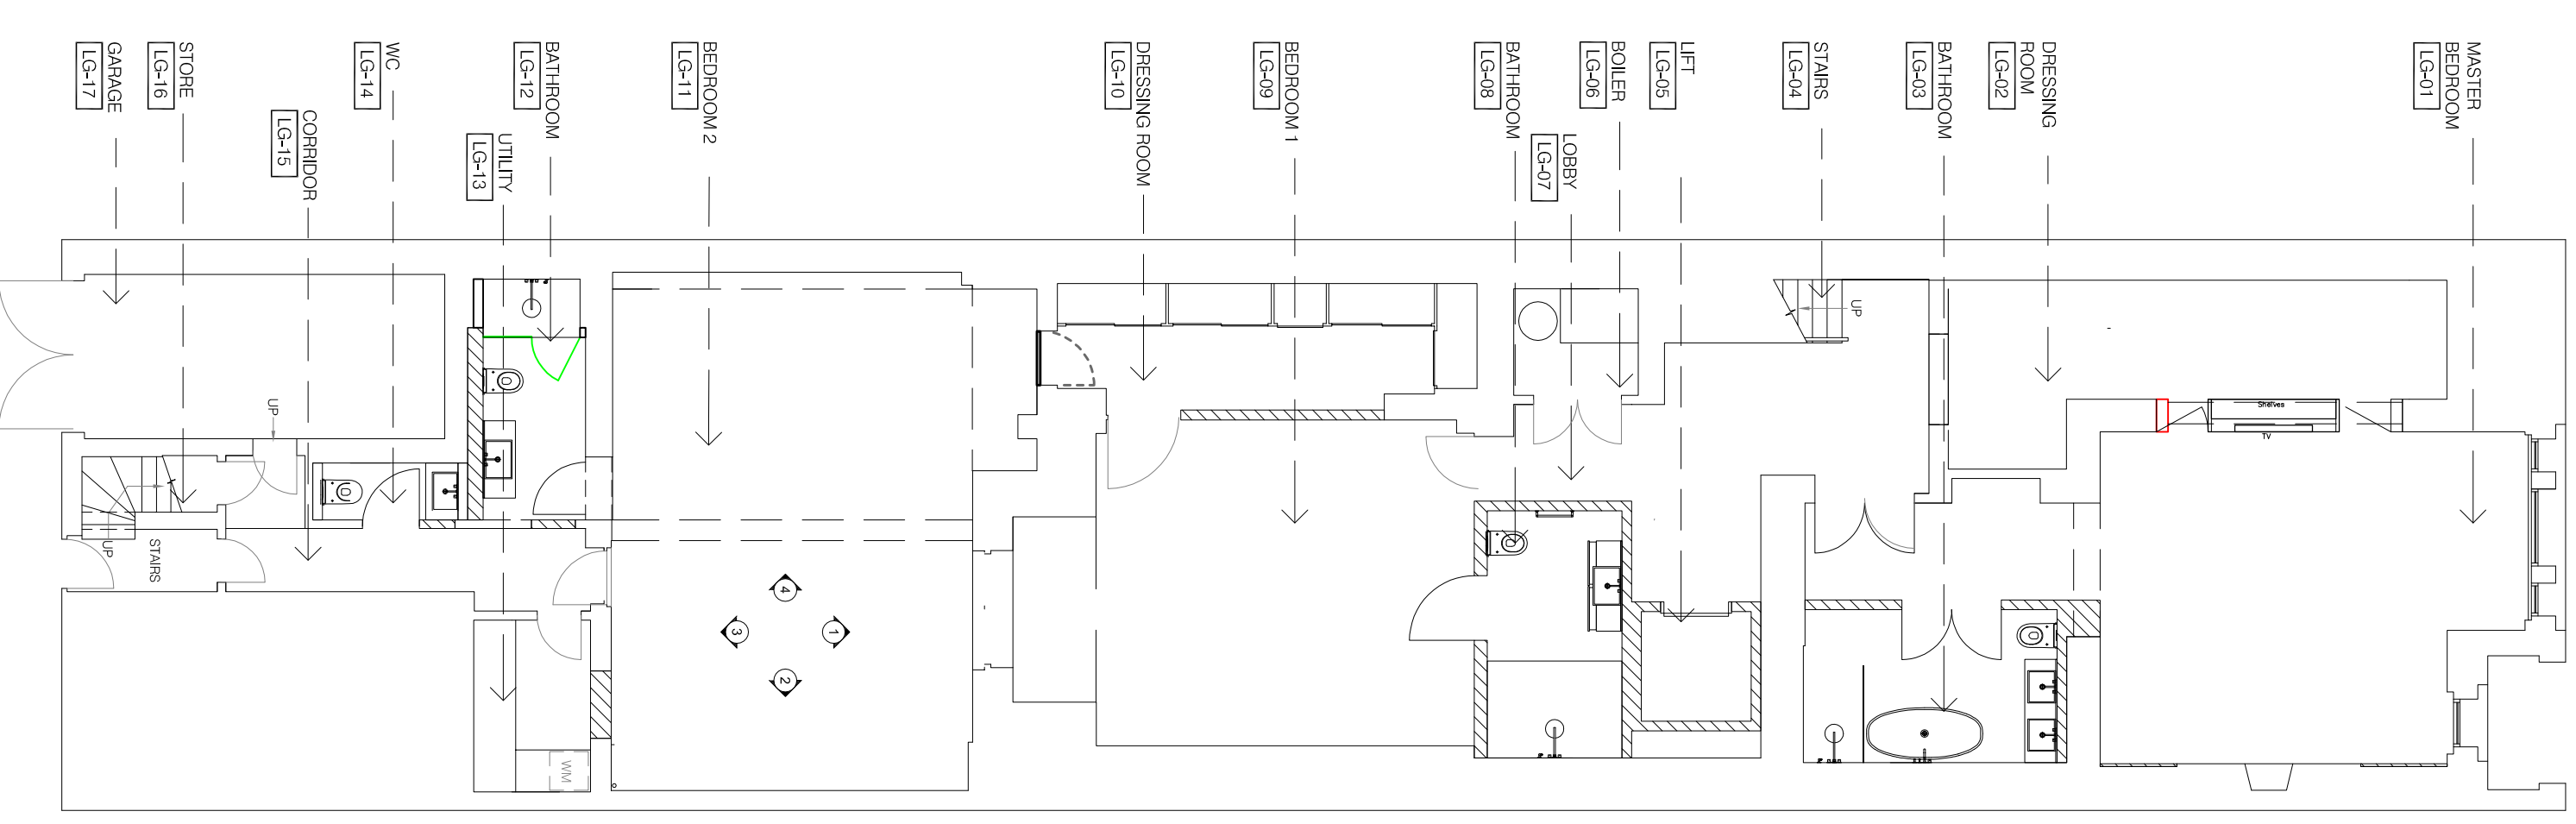 GARAGE
LG-17
STORE
LG-16
CORRIDOR
LG-15
WC
LG-14
UTILITY
LG-13
BATHROOM
LG-12
BEDROOM 2
LG-11
DRESSING ROOM
LG-10
BEDROOM 1
LG-09
BATHROOM
LG-08
LOBBY
LG-07
BOILER
LG-06
LIFT
LG-05
STAIRS
LG-04
BATHROOM
LG-03
DRESSING
ROOM
LG-02
MASTER
BEDROOM
LG-01
UP
Shelves
TV
UP
UP
STAIRS
4
3
1
2
WM